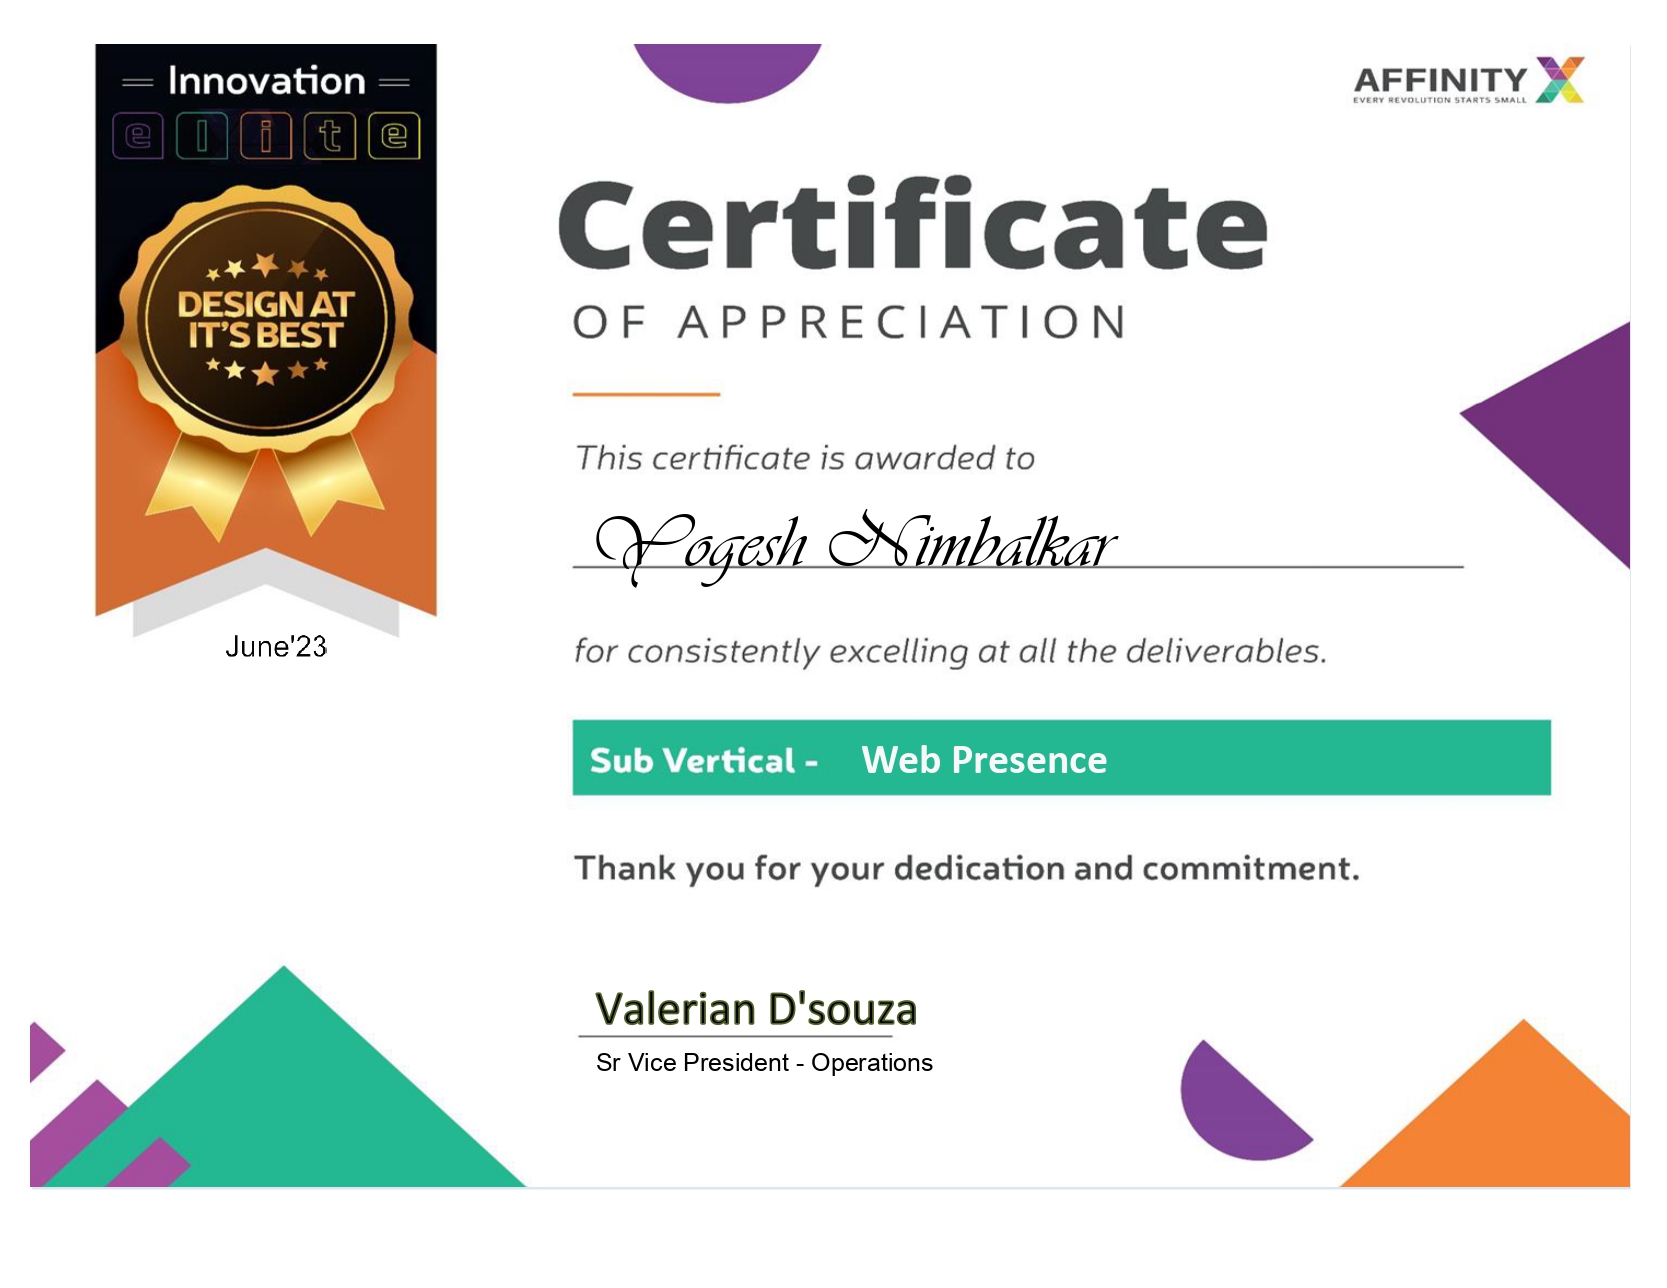 Innovation
elite
DESIGN AT
IT'S BEST
June'23
AFFINITY X
EVERY REVOLUTION STARTS SMALL
Certificate
OF APPRECIATION
This certificate is awarded to
Yogesh Nimbalkar
for consistently excelling at all the deliverables.
Sub Vertical - Web Presence
Thank you for your dedication and commitment.
Valerian D'souza
Sr Vice President - Operations